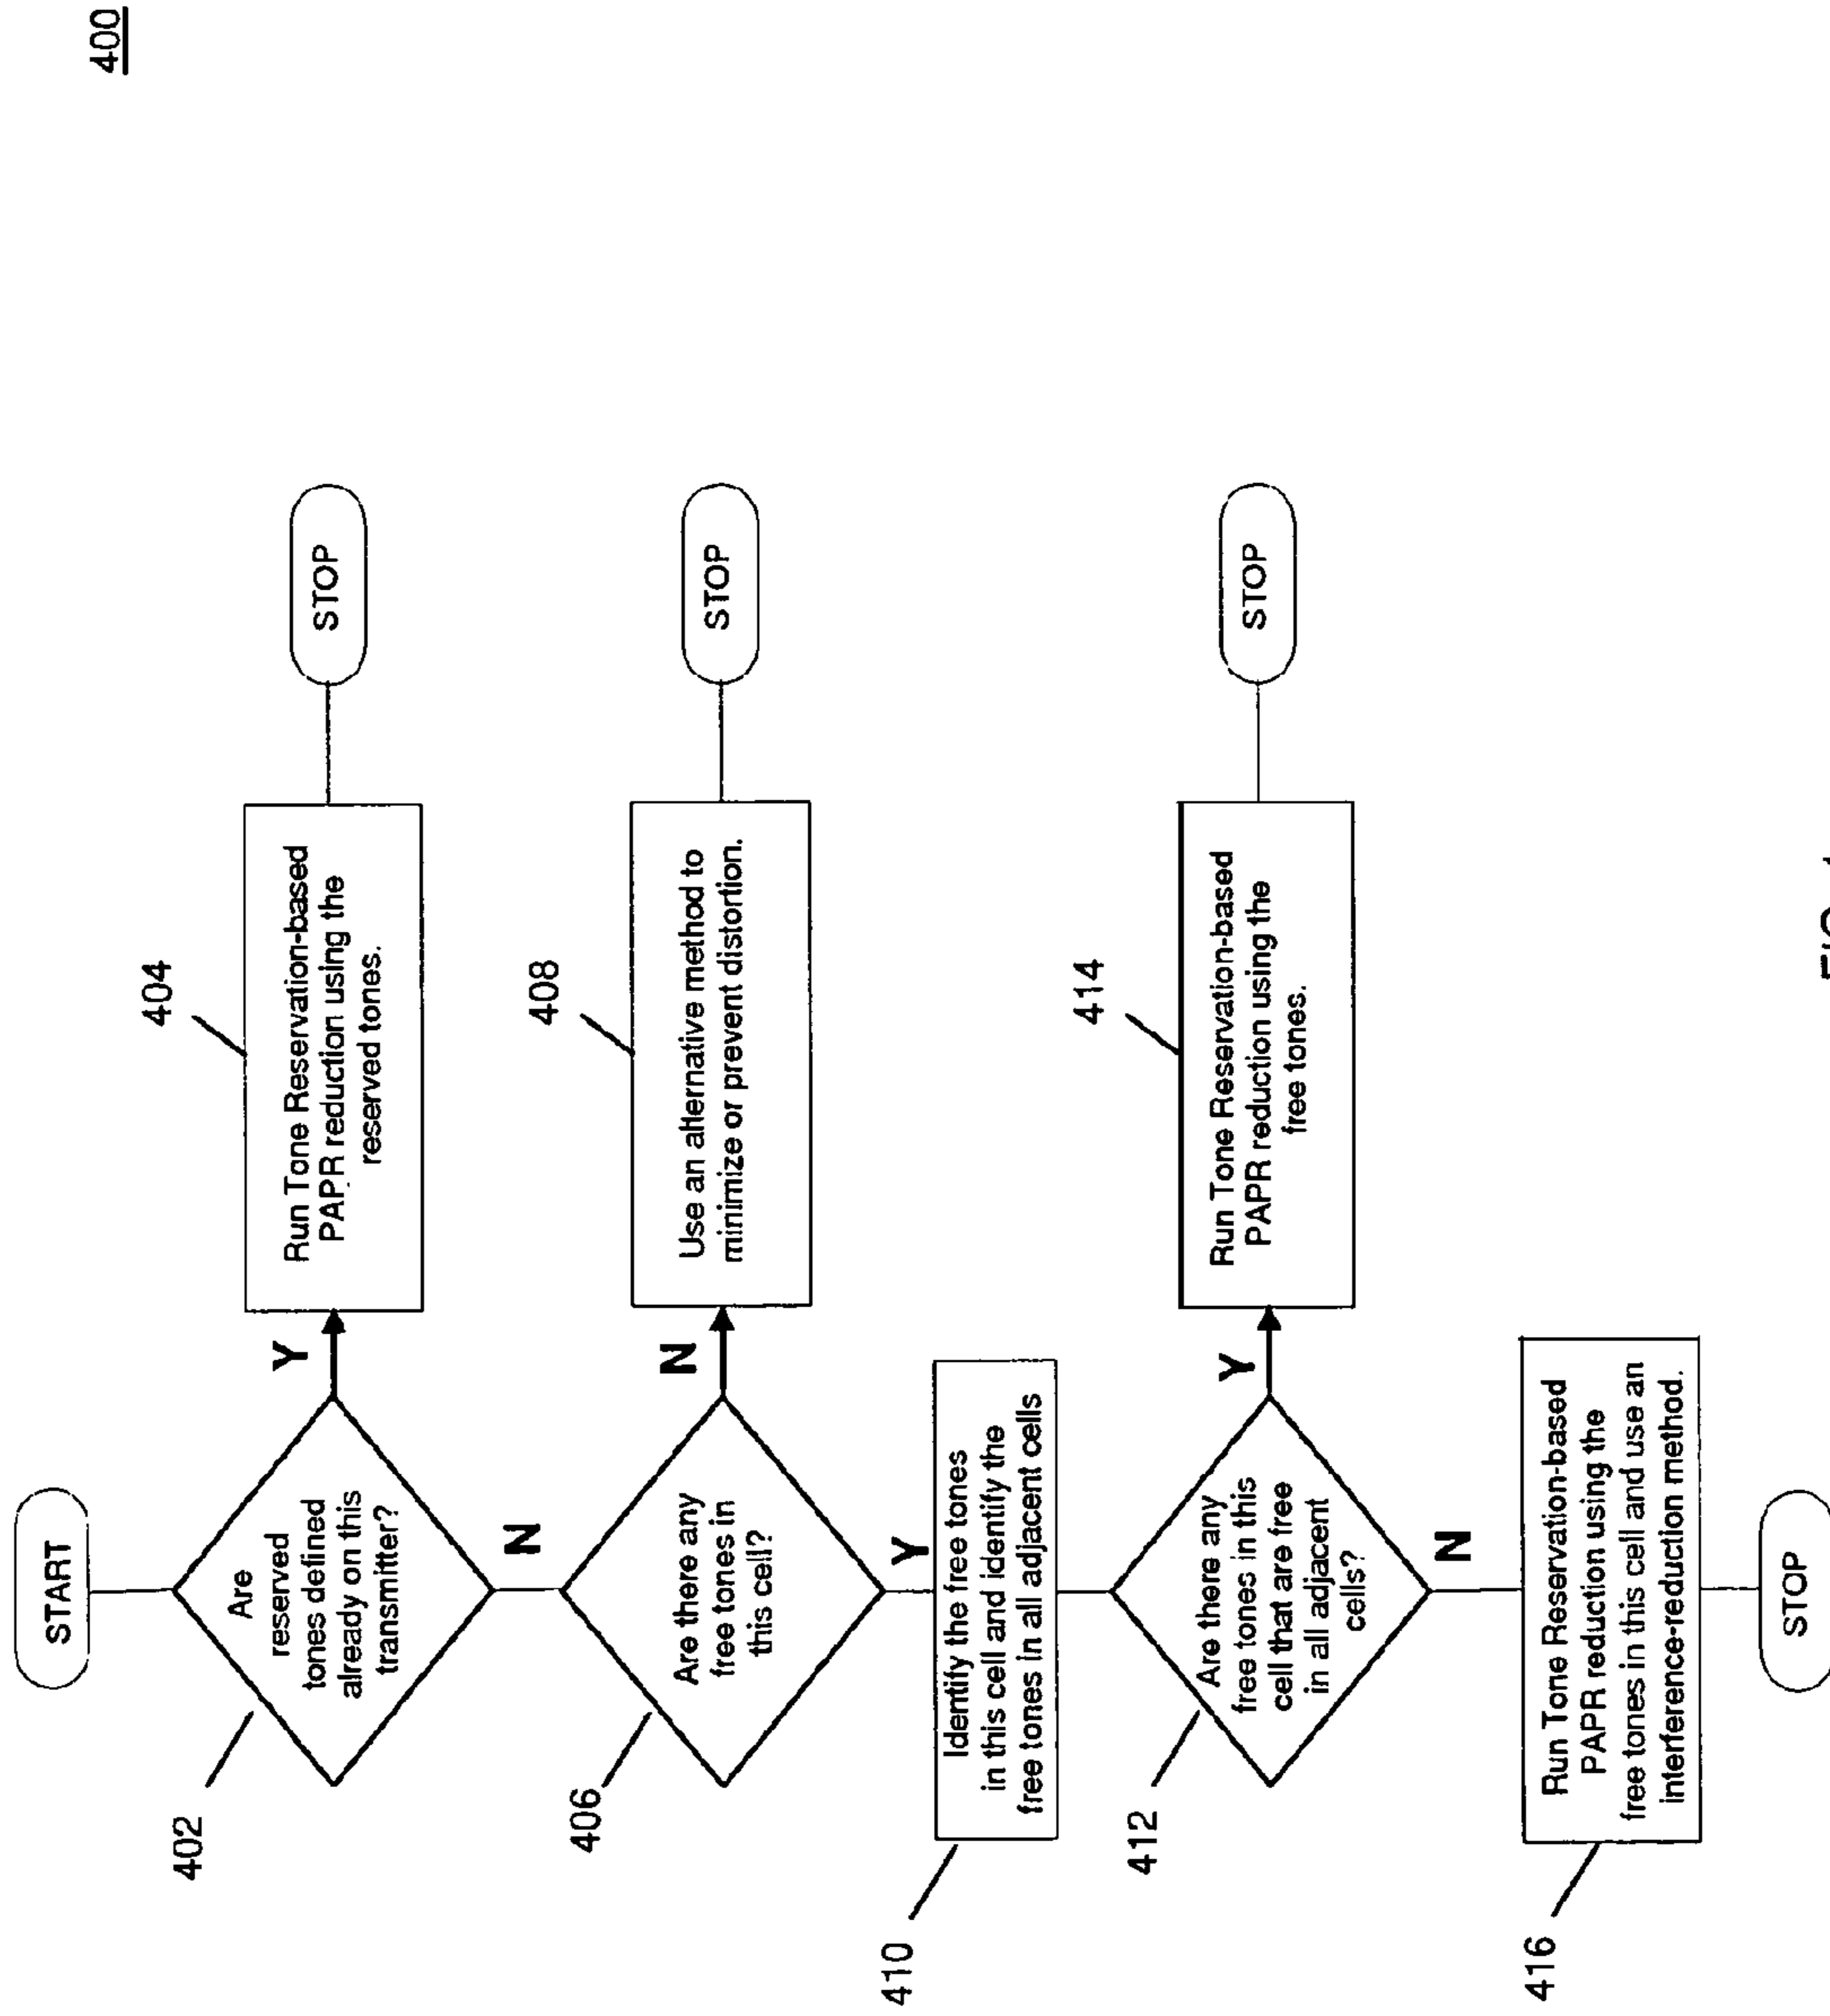 400
START
402
Are
reserved
tones defined
already on this
transmitter?
Y
404
Run Tone Reservation-based
PAPR reduction using the
reserved tones.
STOP
N
406
Are there any
free tones in
this cell?
N
408
Use an alternative method to
minimize or prevent distortion.
STOP
Y
410
Identify the free tones
in this cell and identify the
free tones in all adjacent cells
412
Are there any
free tones in this
cell that are free
in all adjacent
cells?
Y
414
Run Tone Reservation-based
PAPR reduction using the
free tones.
STOP
N
416
Run Tone Reservation-based
PAPR reduction using the
free tones in this cell and use an
interference-reduction method.
STOP